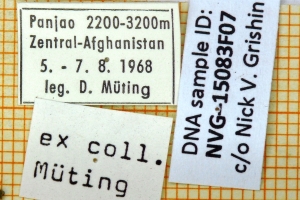 Panjao 2200-3200m
Zentral-Afghanistan
5. - 7. 8. 1968
leg. D. Müting
ex coll.
Müting
DNA sample ID:
NVG-15083F07
c/o Nick V. Grishin